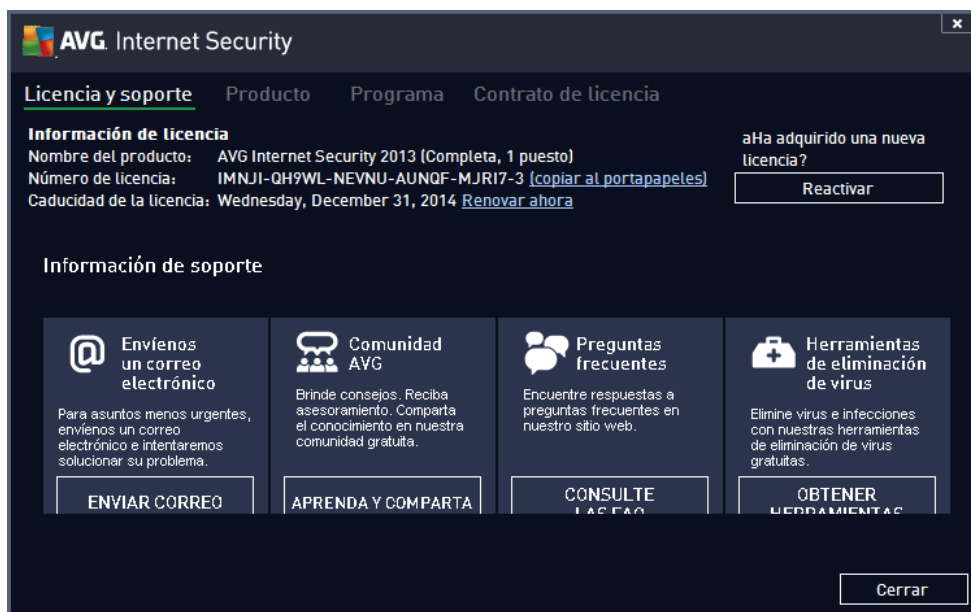 AVG. Internet Security
Licencia y soporte Producto Programa Contrato de licencia
Información de licencia
Nombre del producto: AVG Internet Security 2013 (Completa, 1 puesto)
Número de licencia: IMNJI-QH9WL-NEVNU-AUNQF-MJRI7-3 (copiar al portapapeles)
Caducidad de la licencia: Wednesday, December 31, 2014 Renovar ahora
aHa adquirido una nueva
licencia?
Reactivar
Información de soporte
Envíenos
un correo
electrónico
Para asuntos menos urgentes,
envíenos un correo
electrónico e intentaremos
solucionar su problema.
ENVIAR CORREO
Comunidad
AVG
Brinde consejos. Reciba
asesoramiento. Comparta
el conocimiento en nuestra
comunidad gratuita.
APRENDA Y COMPARTA
Preguntas
frecuentes
Encuentre respuestas a
preguntas frecuentes en
nuestro sitio web.
CONSULTE
LAS FAQ
Herramientas
de eliminación
de virus
Elimine virus e infecciones
con nuestras herramientas
de eliminación de virus
gratuitas.
OBTENER
HERRAMIENTAS
Cerrar